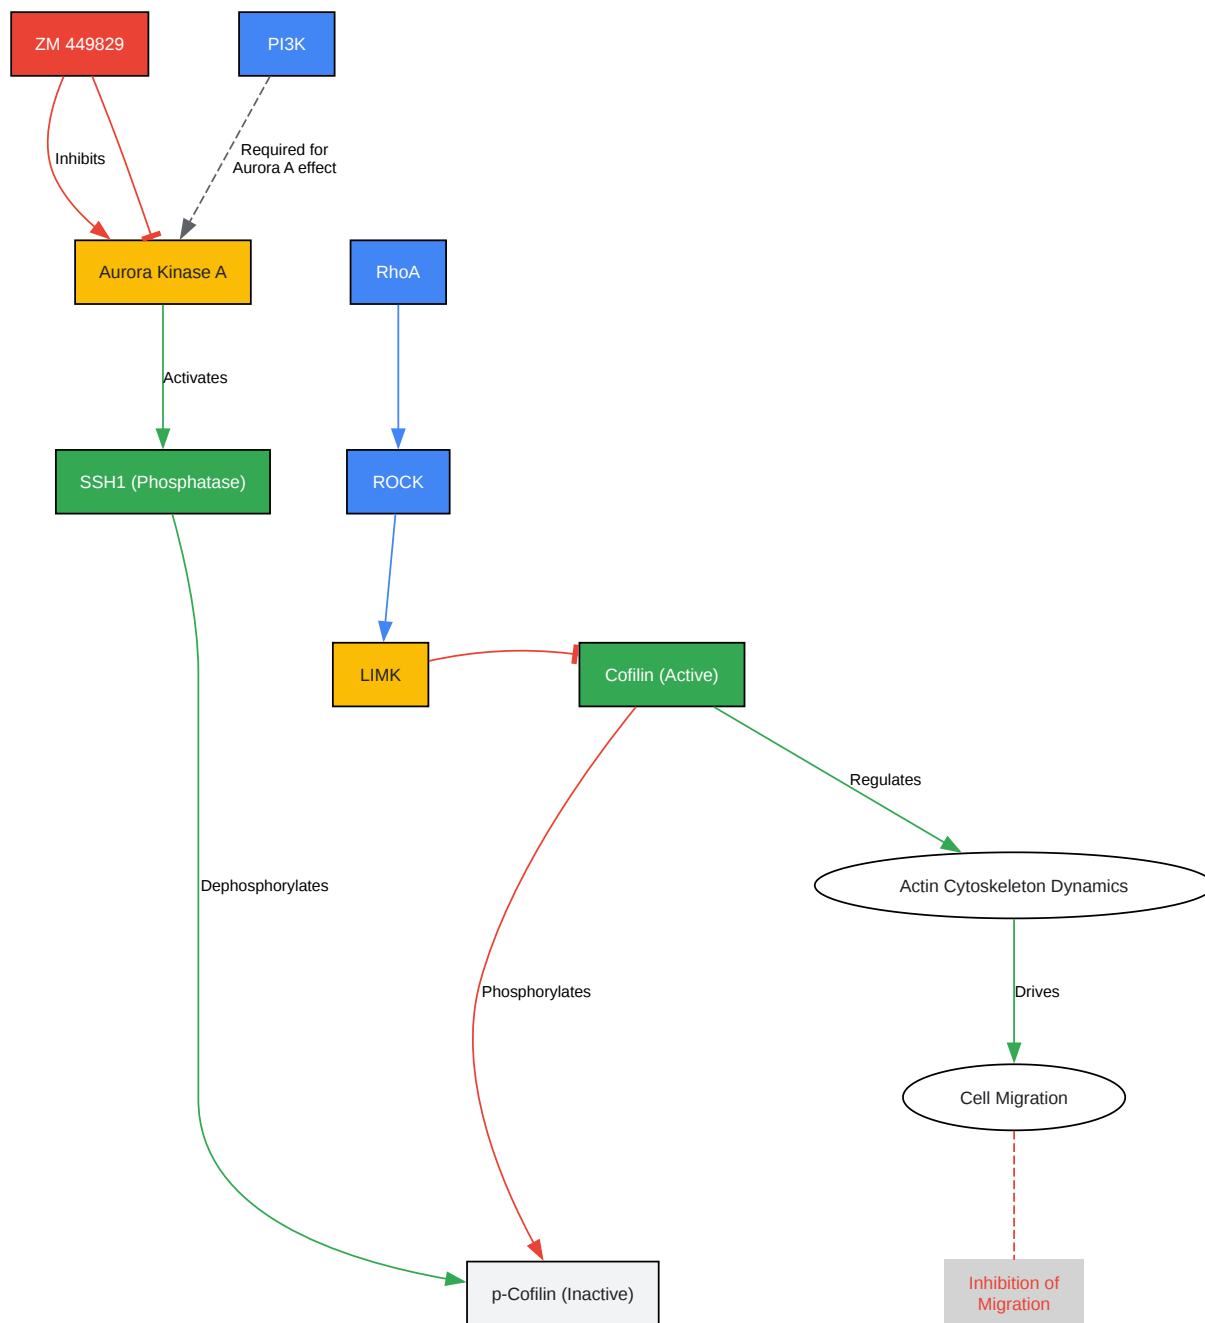 ZM 449829
PI3K
Inhibits
Required for
Aurora A effect
Aurora Kinase A
RhoA
Activates
SSH1 (Phosphatase)
ROCK
LIMK
Cofilin (Active)
Regulates
Dephosphorylates
Actin Cytoskeleton Dynamics
Phosphorylates
Drives
Cell Migration
p-Cofilin (Inactive)
Inhibition of
Migration